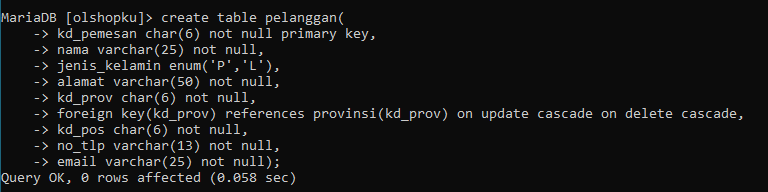 MariaDB [olshopku]> create table pelanggan(
    -> kd_pemesan char(6) not null primary key,
    -> nama varchar(25) not null,
    -> jenis_kelamin enum('P','L'),
    -> alamat varchar(50) not null,
    -> kd_prov char(6) not null,
    -> foreign key(kd_prov) references provinsi(kd_prov) on update cascade on delete cascade,
    -> kd_pos char(6) not null,
    -> no_tlp varchar(13) not null,
    -> email varchar(25) not null);
Query OK, 0 rows affected (0.058 sec)